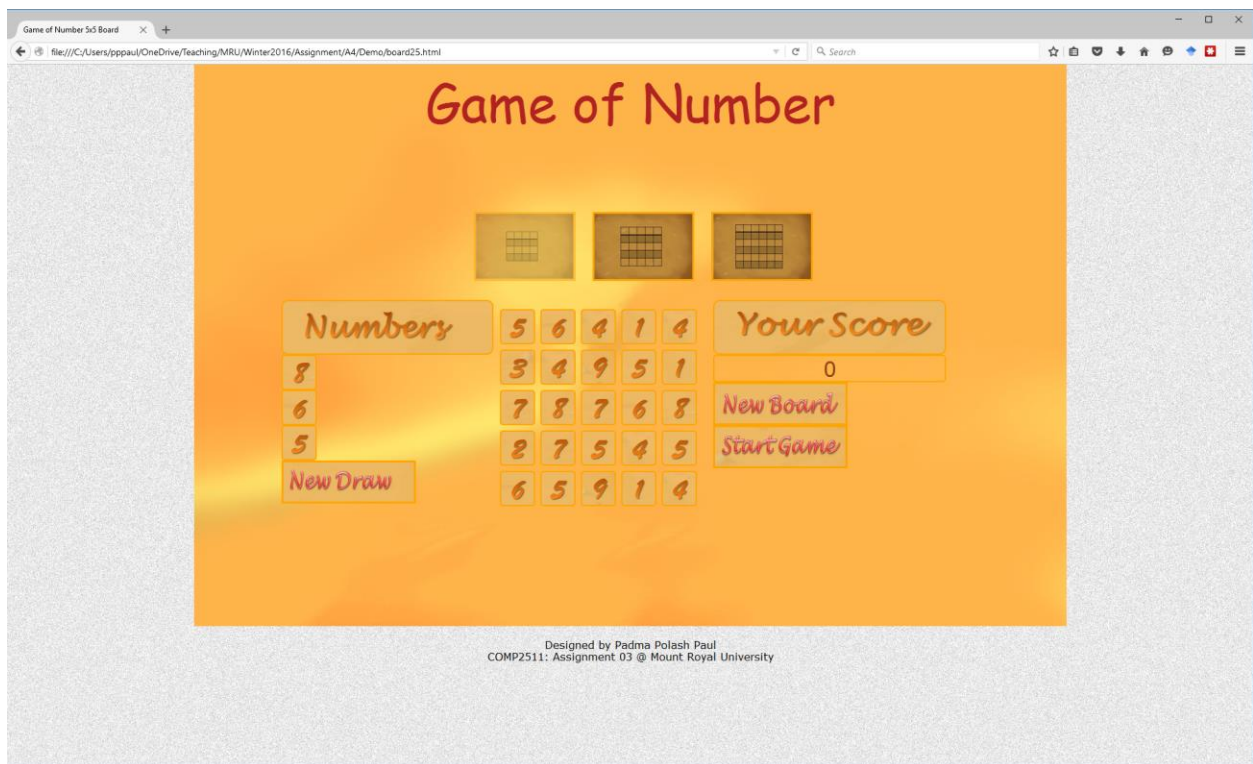 Game of Number 5x5 Board
file:///C:/Users/pppaul/OneDrive/Teaching/MRU/Winter2016/Assignment/A4/Demo/board25.html
Search
Game of Number
Numbers
8
6
5
New Draw
5 6 4 1 4
3 4 9 5 1
7 8 7 6 8
2 7 5 4 5
6 5 9 1 4
Your Score
0
New Board
Start Game
Designed by Padma Polash Paul
COMP2511: Assignment 03 @ Mount Royal University